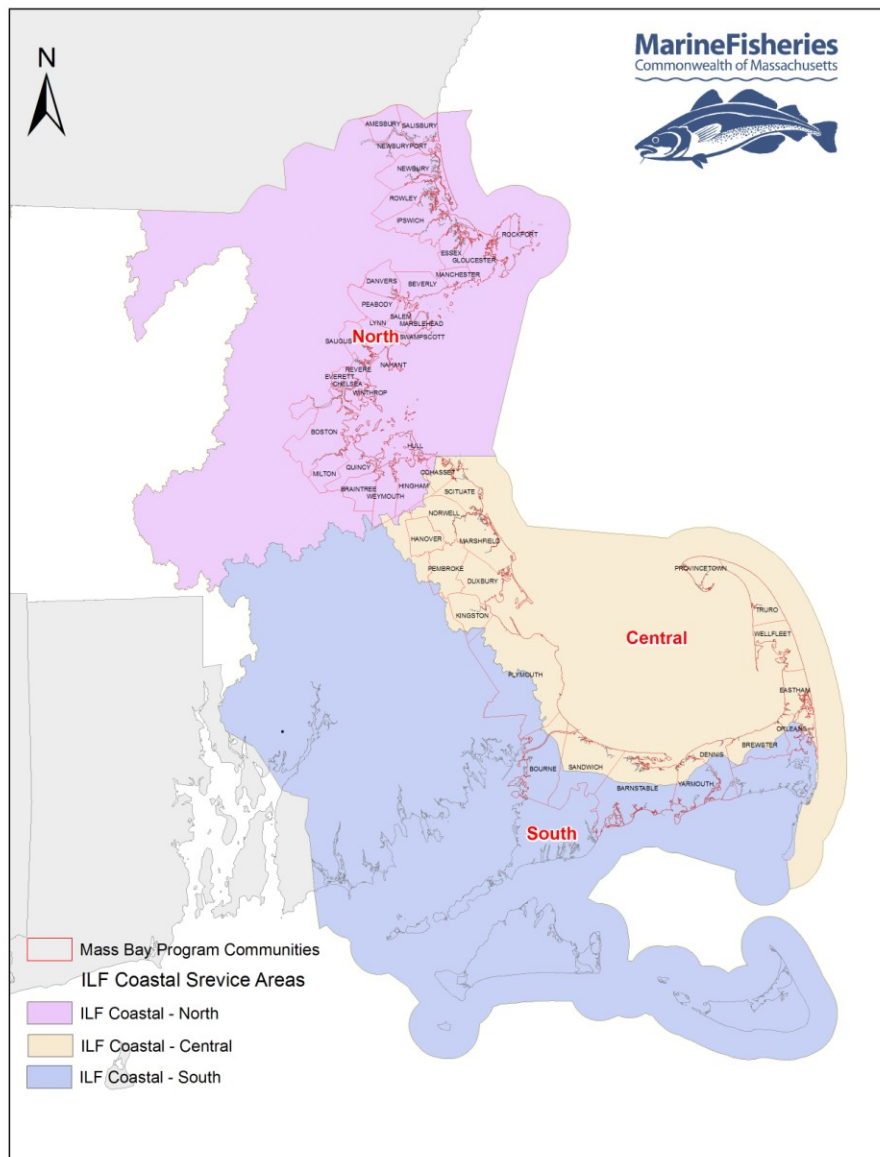 N
MarineFisheries
Commonwealth of Massachusetts
AMESBURY
SALISBURY
NEWBURYPORT
NEWBURY
ROWLEY
IPSWICH
ROCKPORT
ESSEX
GLOUCESTER
MANCHESTER
DANVERS
BEVERLY
PEABODY
SALEM
LYNN
MARBLEHEAD
North
SWAMPSCOTT
SAUGUS
NAHANT
REVERE
EVERETT
CHELSEA
WINTHROP
BOSTON
HULL
QUINCY
MILTON
COHASSET
HINGHAM
BRAINTREE
WEYMOUTH
SCITUATE
NORWELL
HANOVER
MARSHFIELD
PEMBROKE
DUXBURY
PROVINCETOWN
KINGSTON
TRURO
WELLFLEET
Central
PLYMOUTH
EASTHAM
ORLEANS
BREWSTER
DENNIS
BOURNE
SANDWICH
BARNSTABLE
YARMOUTH
South
Mass Bay Program Communities
ILF Coastal Srevice Areas
ILF Coastal - North
ILF Coastal - Central
ILF Coastal - South